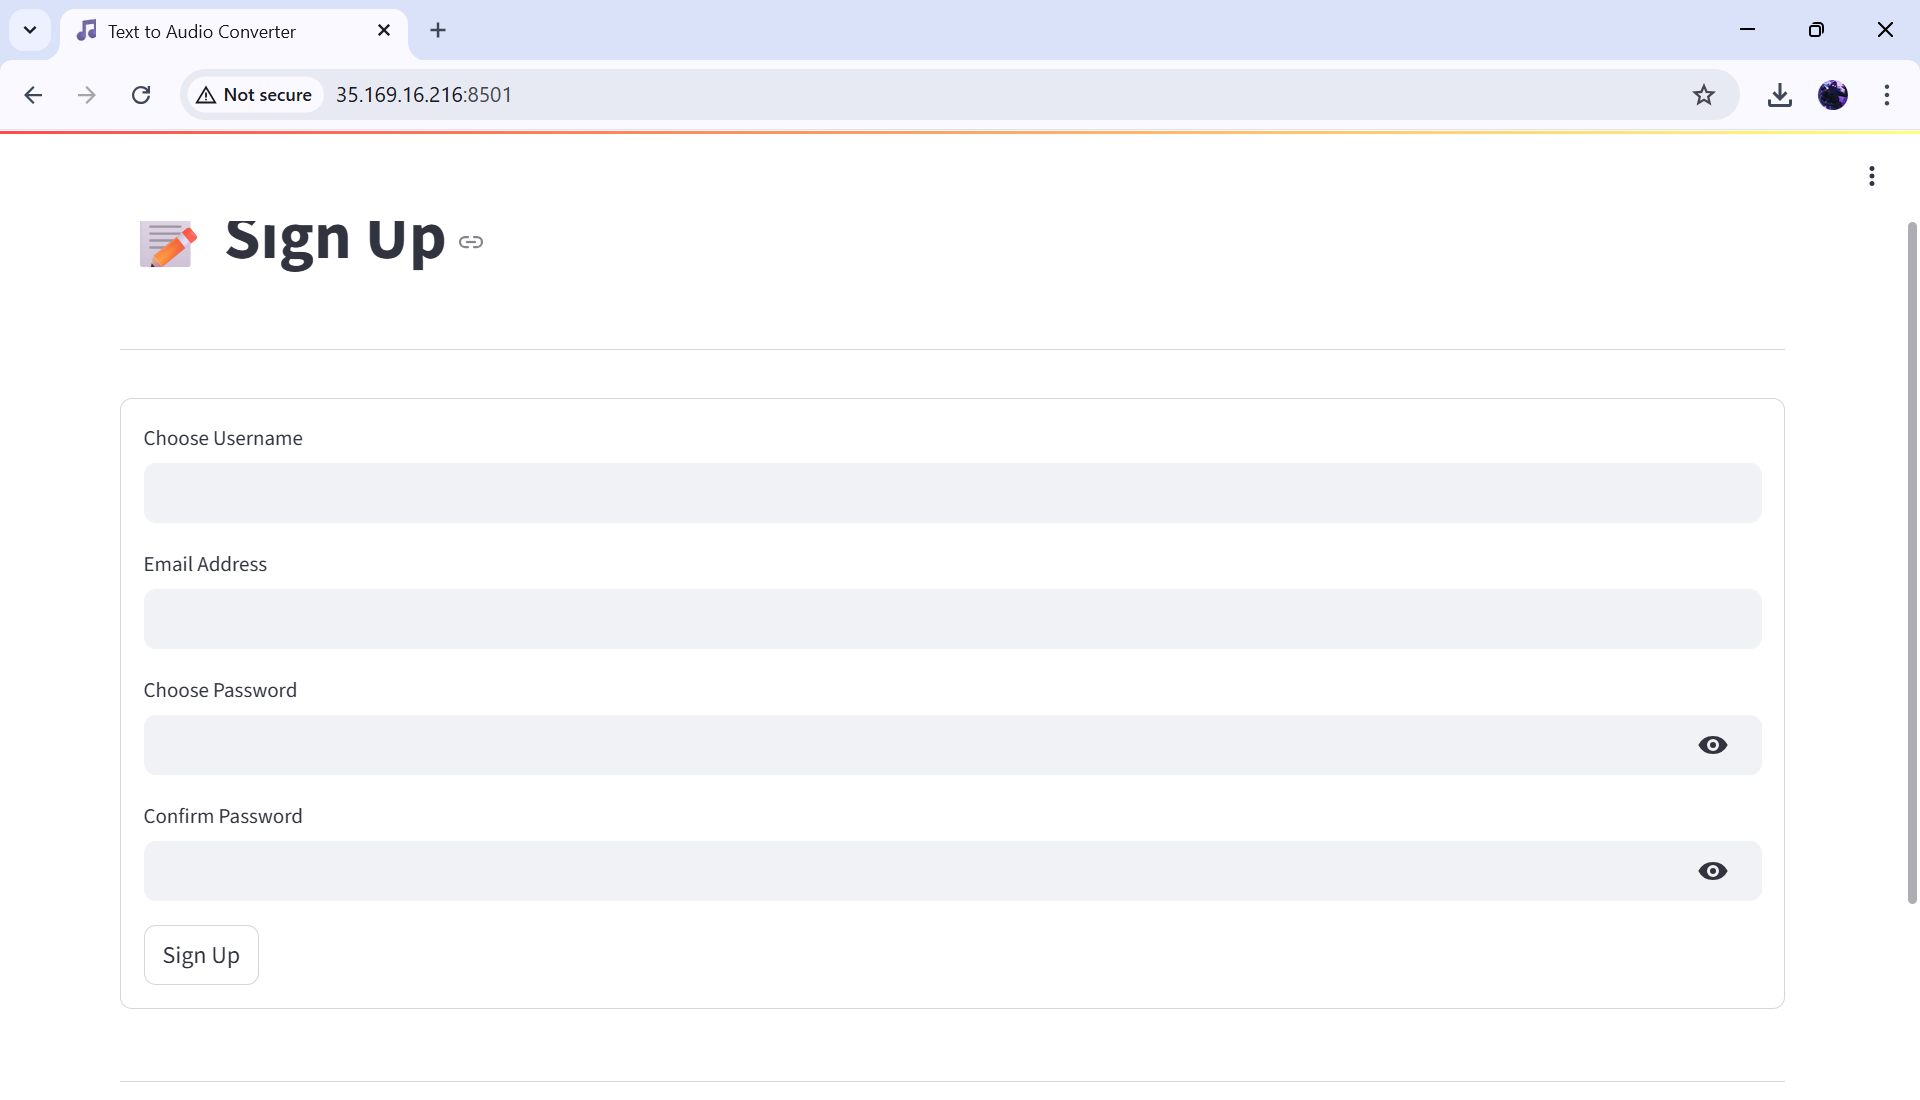 Text to Audio Converter
Not secure 35.169.16.216:8501
Sign Up
Choose Username
Email Address
Choose Password
Confirm Password
Sign Up